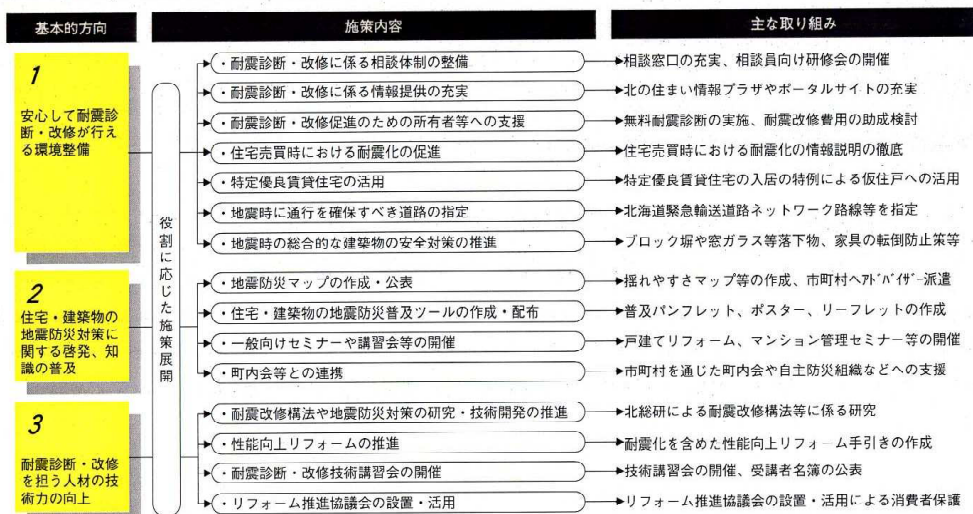 基本的方向
施策内容
主な取り組み
1
安心して耐震診
断・改修が行え
る環境整備
2
住宅・建築物の
地震防災対策に
関する啓発、知
識の普及
3
耐震診断・改修
を担う人材の技
術力の向上
役割に応じた施策展開
・耐震診断・改修に係る相談体制の整備
相談窓口の充実、相談員向け研修会の開催
・耐震診断・改修に係る情報提供の充実
北の住まい情報プラザやポータルサイトの充実
・耐震診断・改修促進のための所有者等への支援
無料耐震診断の実施、耐震改修費用の助成検討
・住宅売買時における耐震化の促進
住宅売買時における耐震化の情報説明の徹底
・特定優良賃貸住宅の活用
特定優良賃貸住宅の入居の特例による仮住戸への活用
・地震時に通行を確保すべき道路の指定
北海道緊急輸送道路ネットワーク路線等を指定
・地震時の総合的な建築物の安全対策の推進
ブロック塀や窓ガラス等落下物、家具の転倒防止策等
・地震防災マップの作成・公表
揺れやすさマップ等の作成、市町村へｱﾄﾞﾊﾞｲｻﾞｰ派遣
・住宅・建築物の地震防災普及ツールの作成・配布
普及パンフレット、ポスター、リーフレットの作成
・一般向けセミナーや講習会等の開催
戸建てリフォーム、マンション管理セミナー等の開催
・町内会等との連携
市町村を通じた町内会や自主防災組織などへの支援
・耐震改修構法や地震防災対策の研究・技術開発の推進
北総研による耐震改修構法等に係る研究
・性能向上リフォームの推進
耐震化を含めた性能向上リフォーム手引きの作成
・耐震診断・改修技術講習会の開催
技術講習会の開催、受講者名簿の公表
・リフォーム推進協議会の設置・活用
リフォーム推進協議会の設置・活用による消費者保護